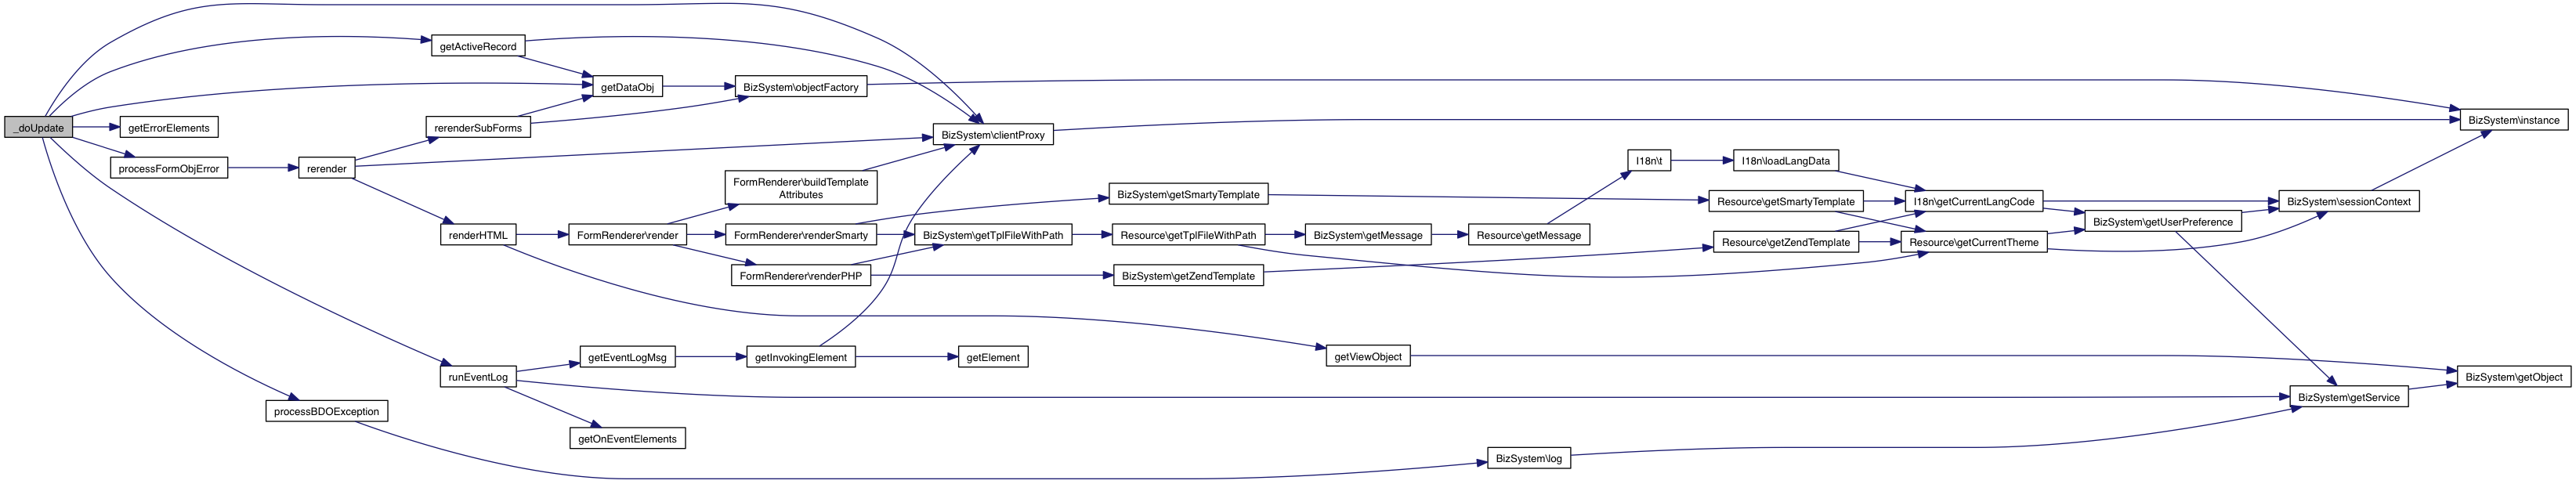 _doUpdate
getActiveRecord
getDataObj
getErrorElements
processFormObjError
rerender
rerenderSubForms
BizSystem\objectFactory
BizSystem\clientProxy
renderHTML
FormRenderer\render
FormRenderer\buildTemplate
Attributes
FormRenderer\renderSmarty
FormRenderer\renderPHP
BizSystem\getTplFileWithPath
BizSystem\getSmartyTemplate
BizSystem\getZendTemplate
Resource\getTplFileWithPath
BizSystem\getMessage
Resource\getMessage
I18n\t
I18n\loadLangData
Resource\getSmartyTemplate
Resource\getZendTemplate
I18n\getCurrentLangCode
Resource\getCurrentTheme
BizSystem\getUserPreference
BizSystem\sessionContext
BizSystem\instance
runEventLog
getEventLogMsg
getInvokingElement
getElement
getOnEventElements
getViewObject
processBDOException
BizSystem\log
BizSystem\getService
BizSystem\getObject